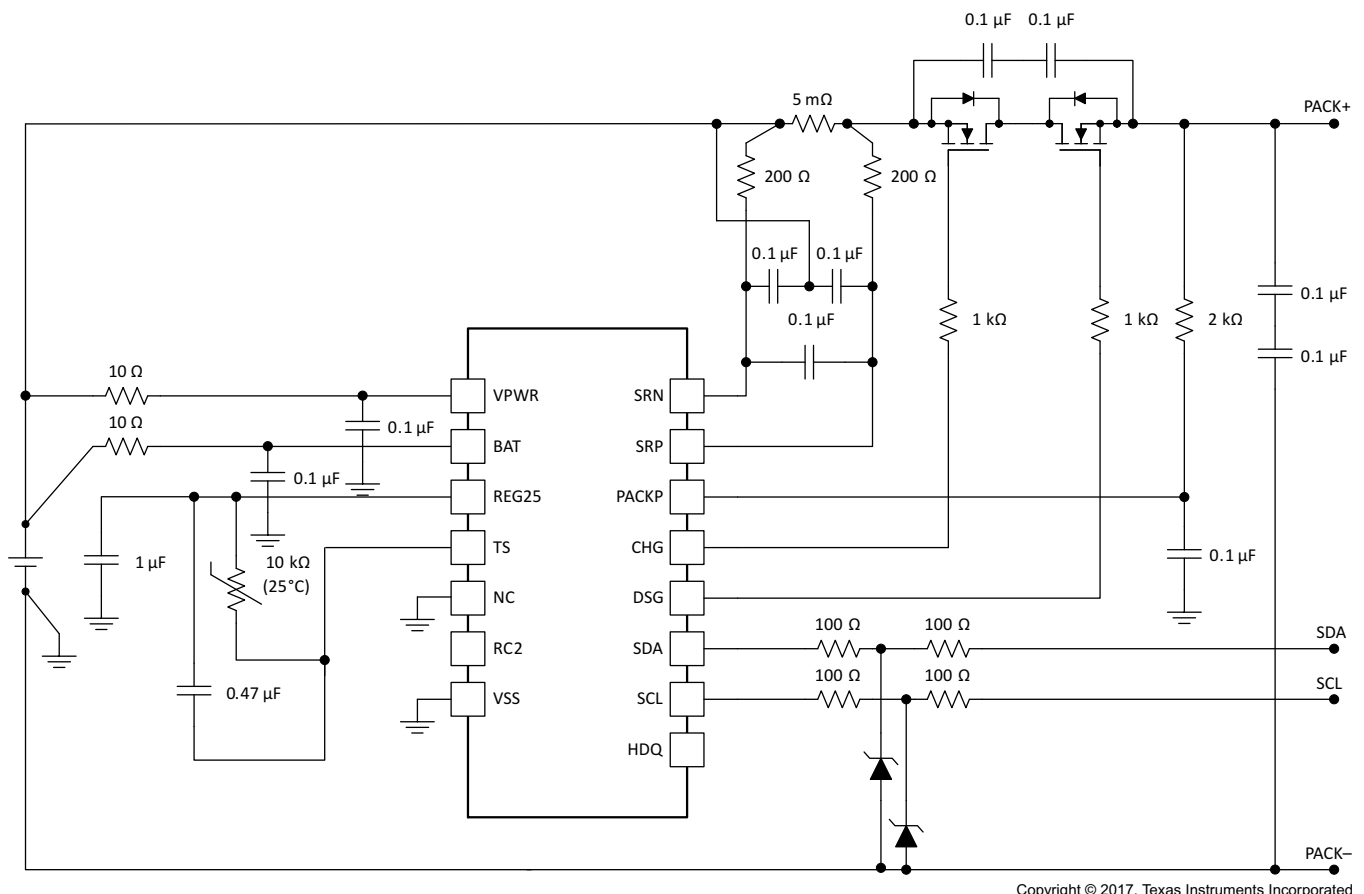 0.1 µF 0.1 µF
5 mΩ
PACK+
200 Ω
200 Ω
0.1 µF 0.1 µF
0.1 µF
1 kΩ
1 kΩ
2 kΩ
0.1 µF
0.1 µF
10 Ω
VPWR
SRN
10 Ω
0.1 µF
BAT
SRP
0.1 µF
REG25
PACKP
1 µF
10 kΩ
(25°C)
TS
CHG
0.1 µF
NC
DSG
100 Ω
100 Ω
SDA
RC2
SDA
100 Ω
100 Ω
SCL
0.47 µF
VSS
SCL
HDQ
PACK–
Copyright © 2017, Texas Instruments Incorporated